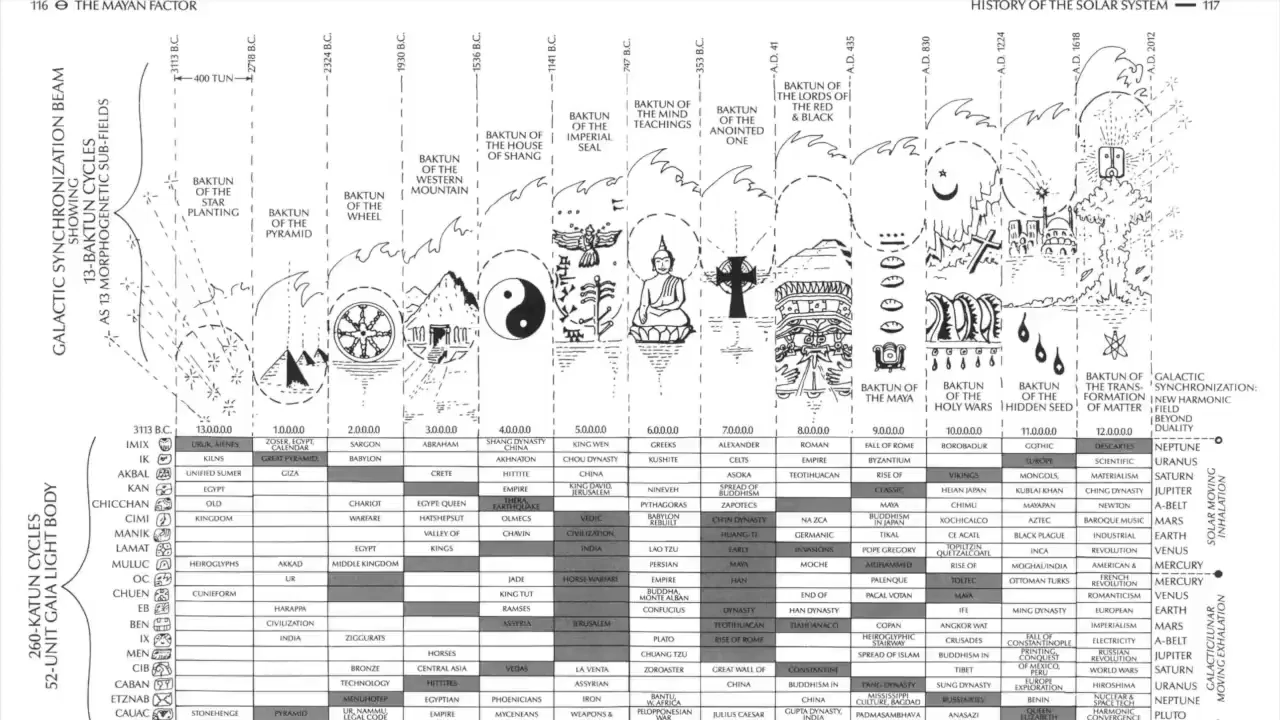 116 THE MAYAN FACTOR
HISTORY OF THE SOLAR SYSTEM — 117
3113 B.C. 2718 B.C. 2324 B.C. 1930 B.C. 1536 B.C. 1141 B.C. 747 B.C. 353 B.C. A.D. 41 A.D. 435 A.D. 830 A.D. 1224 A.D. 1618 A.D. 2012
400 TUN
GALACTIC SYNCHRONIZATION BEAM
SHOWING
13-BAKTUN CYCLES
AS 13 MORPHOGENETIC SUB-FIELDS
BAKTUN
OF THE
STAR
PLANTING
BAKTUN
OF THE
PYRAMID
BAKTUN
OF THE
WHEEL
BAKTUN
OF THE
WESTERN
MOUNTAIN
BAKTUN OF
THE HOUSE
OF SHANG
BAKTUN
OF THE
IMPERIAL
SEAL
BAKTUN OF
THE MIND
TEACHINGS
BAKTUN
OF THE
ANOINTED
ONE
BAKTUN OF
THE LORDS OF
THE RED
& BLACK
BAKTUN OF
THE MAYA
BAKTUN
OF THE
HOLY WARS
BAKTUN
OF THE
HIDDEN SEED
BAKTUN OF
THE TRANS-
FORMATION
OF MATTER
GALACTIC
SYNCHRONIZATION:
NEW HARMONIC
FIELD
BEYOND
DUALITY
3113 B.C. 13.0.0.0.0 1.0.0.0.0 2.0.0.0.0 3.0.0.0.0 4.0.0.0.0 5.0.0.0.0 6.0.0.0.0 7.0.0.0.0 8.0.0.0.0 9.0.0.0.0 10.0.0.0.0 11.0.0.0.0 12.0.0.0.0
IMIX URUK, MENES ZOSER, EGYPT, CALENDAR SARGON ABRAHAM SHANG DYNASTY CHINA KING WEN GREEKS ALEXANDER ROMAN FALL OF ROME BOROBADUR GOTHIC DESCARTES NEPTUNE
IK KILNS GREAT PYRAMID, BABYLON AKHNATON CHOU DYNASTY KUSHITE CELTS EMPIRE BYZANTIUM EUROPE SCIENTIFIC URANUS
AKBAL UNIFIED SUMER GIZA CRETE HITTITE CHINA ASOKA TEOTIHUACAN RISE OF VIKINGS MONGOLS, MATERIALISM SATURN
KAN EGYPT EMPIRE KING DAVID, JERUSALEM NINEVEH SPREAD OF BUDDHISM CLASSIC HEIAN JAPAN KUBLAI KHAN CHING DYNASTY JUPITER
CHICCHAN OLD CHARIOT EGYPT: QUEEN THERA, EARTHQUAKE PYTHAGORAS ZAPOTECS MAYA CHIMU MAYAPAN NEWTON A-BELT
CIMI KINGDOM WARFARE HATSHEPSUT OLMECS VEDIC BABYLON REBUILT CH'IN DYNASTY NAZCA BUDDHISM IN JAPAN XOCHICALCO AZTEC BAROQUE MUSIC MARS
MANIK VALLEY OF CHAVIN CIVILIZATION HUANG-TI GERMANIC TIKAL CE ACATL BLACK PLAGUE INDUSTRIAL EARTH
LAMAT EGYPT KINGS INDIA LAO TZU EARLY INVASIONS POPE GREGORY TOPILTZIN QUETZALCOATL INCA REVOLUTION VENUS
MULUC HEIROGLYPHS AKKAD MIDDLE KINGDOM PERSIAN MAYA MOCHE MUHAMMED RISE OF MOGHAL/INDIA AMERICAN & MERCURY
OC UR JADE HORSE WARFARE EMPIRE HAN PALENQUE TOLTEC OTTOMAN TURKS FRENCH REVOLUTION MERCURY
CHUEN CUNIEFORM KING TUT BUDDHA, MONTE ALBAN END OF PACAL VOTAN MAYA ROMANTICISM VENUS
EB HARAPPA RAMSES CONFUCIUS DYNASTY HAN DYNASTY IFE MING DYNASTY EUROPEAN EARTH
BEN CIVILIZATION ASSYRIA JERUSALEM TEOTIHUACAN TIAHUANACO COPAN ANGKOR WAT IMPERIALISM MARS
IX INDIA ZIGGURATS PLATO RISE OF ROME HEIROGLYPHIC STAIRWAY CRUSADES FALL OF CONSTANTINOPLE ELECTRICITY A-BELT
MEN HORSES CHUANG TZU SPREAD OF ISLAM BUDDHISM IN PRINTING, CONQUEST RUSSIAN REVOLUTION JUPITER
CIB BRONZE CENTRAL ASIA VEDAS LA VENTA ZOROASTER GREAT WALL OF CONSTANTINE TIBET OF MEXICO, PERU WORLD WARS SATURN
CABAN TECHNOLOGY HITTITES ASSYRIAN CHINA BUDDHISM IN TANG DYNASTY SUNG DYNASTY EUROPE EXPLORATION HIROSHIMA URANUS
ETZNAB MENUHOTEP EGYPTIAN PHOENICIANS IRON BANTU, W. AFRICA CHINA MISSISSIPPI CULTURE, BAGDAD BENIN NUCLEAR & SPACE TECH NEPTUNE
CAUAC STONEHENGE PYRAMID UR, NAMMU, LEGAL CODE EMPIRE MYCENEANS WEAPONS & PELOPPONESIAN WAR JULIUS CAESAR GUPTA DYNASTY, INDIA PADMASAMBHAVA ANASAZI QUEEN ELIZABETH HARMONIC CONVERGENCE PLUTO
260-KATUN CYCLES
52-UNIT GAIA LIGHT BODY
SOLAR MOVING
INHALATION
GALACTIC/LUNAR
MOVING EXHALATION